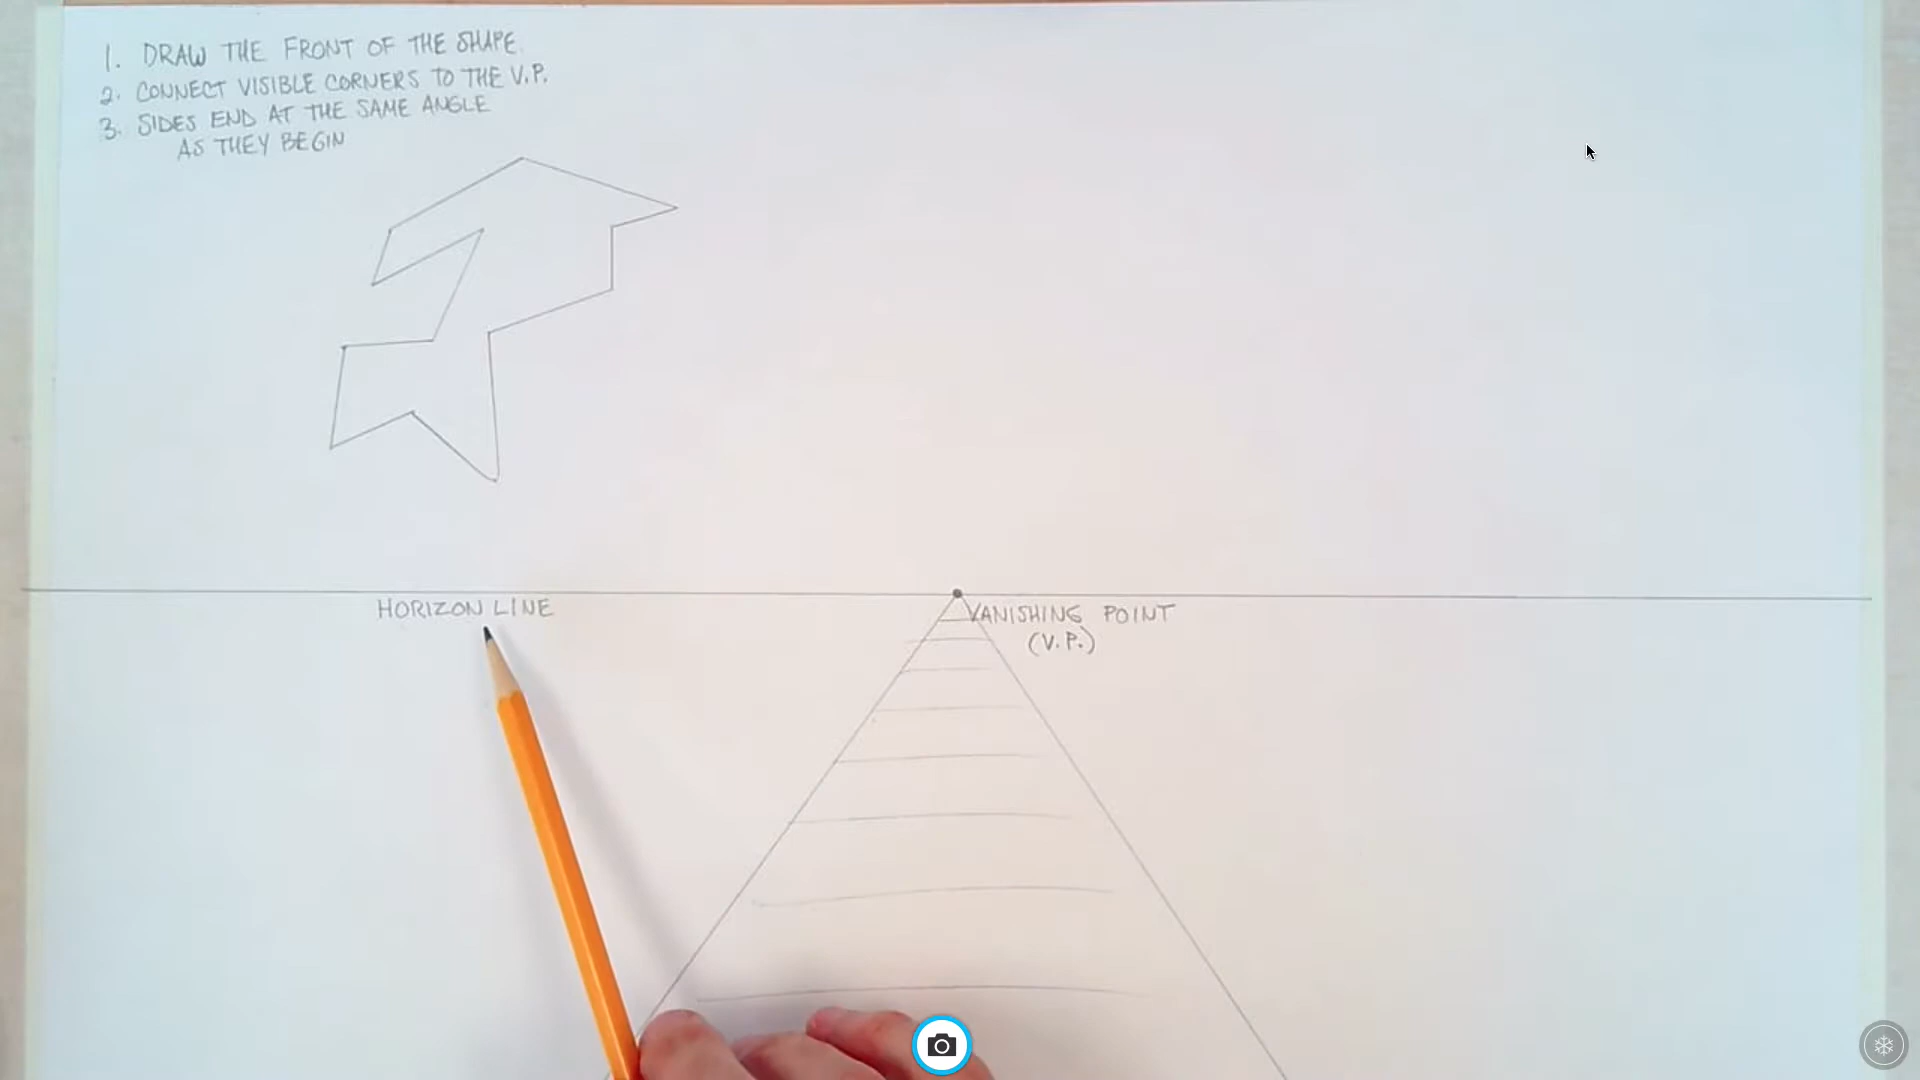 1. DRAW THE FRONT OF THE SHAPE.
2. CONNECT VISIBLE CORNERS TO THE V.P.
3. SIDES END AT THE SAME ANGLE
AS THEY BEGIN
HORIZON LINE
VANISHING POINT
(V.P.)